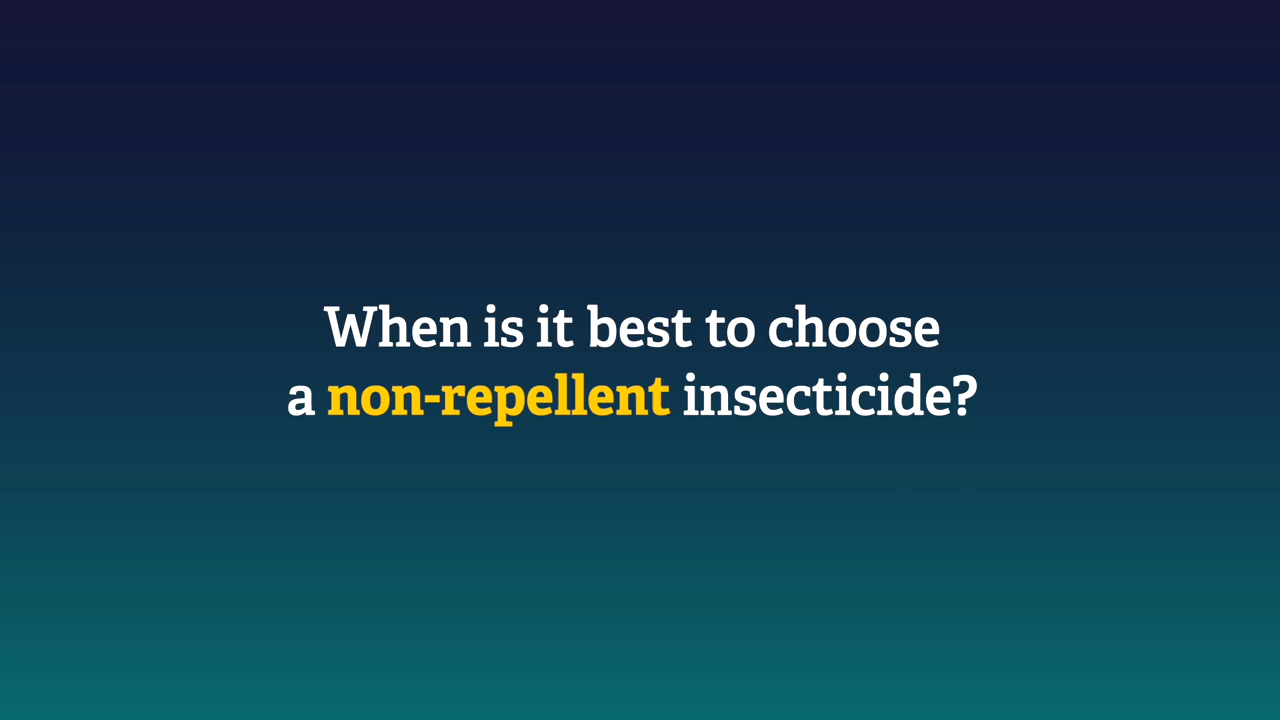 When is it best to choose
a non-repellent insecticide?